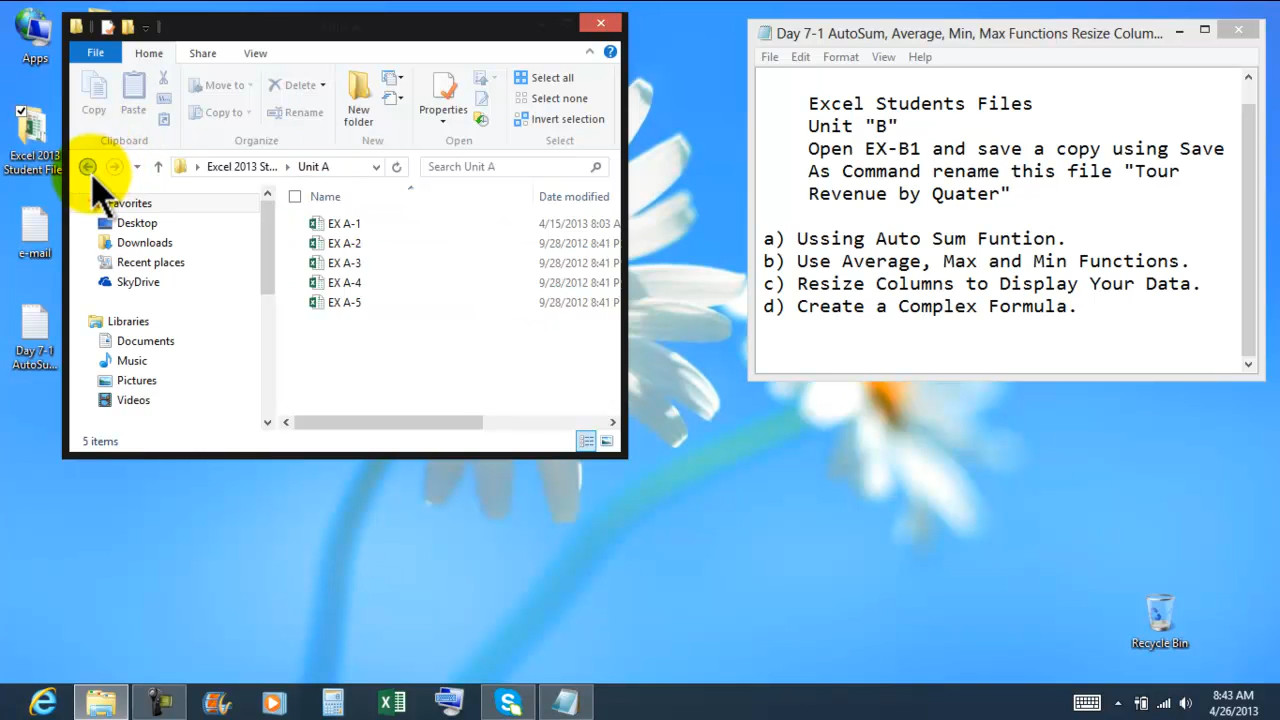 Apps
Excel 2013
Student File
e-mail
Day 7-1
AutoSu...
File
Home
Share
View
Copy
Paste
Clipboard
Move to
Copy to
Delete
Rename
Organize
New
folder
New
Properties
Open
Select all
Select none
Invert selection
Select
Excel 2013 St...
Unit A
Search Unit A
Favorites
Desktop
Downloads
Recent places
SkyDrive
Libraries
Documents
Music
Pictures
Videos
Name
Date modified
EX A-1
4/15/2013 8:03 A
EX A-2
9/28/2012 8:41 P
EX A-3
9/28/2012 8:41 P
EX A-4
9/28/2012 8:41 P
EX A-5
9/28/2012 8:41 P
5 items
Day 7-1 AutoSum, Average, Min, Max Functions Resize Colum...
File Edit Format View Help
Excel Students Files
Unit "B"
Open EX-B1 and save a copy using Save
As Command rename this file "Tour
Revenue by Quater"
a) Ussing Auto Sum Funtion.
b) Use Average, Max and Min Functions.
c) Resize Columns to Display Your Data.
d) Create a Complex Formula.
Recycle Bin
8:43 AM
4/26/2013